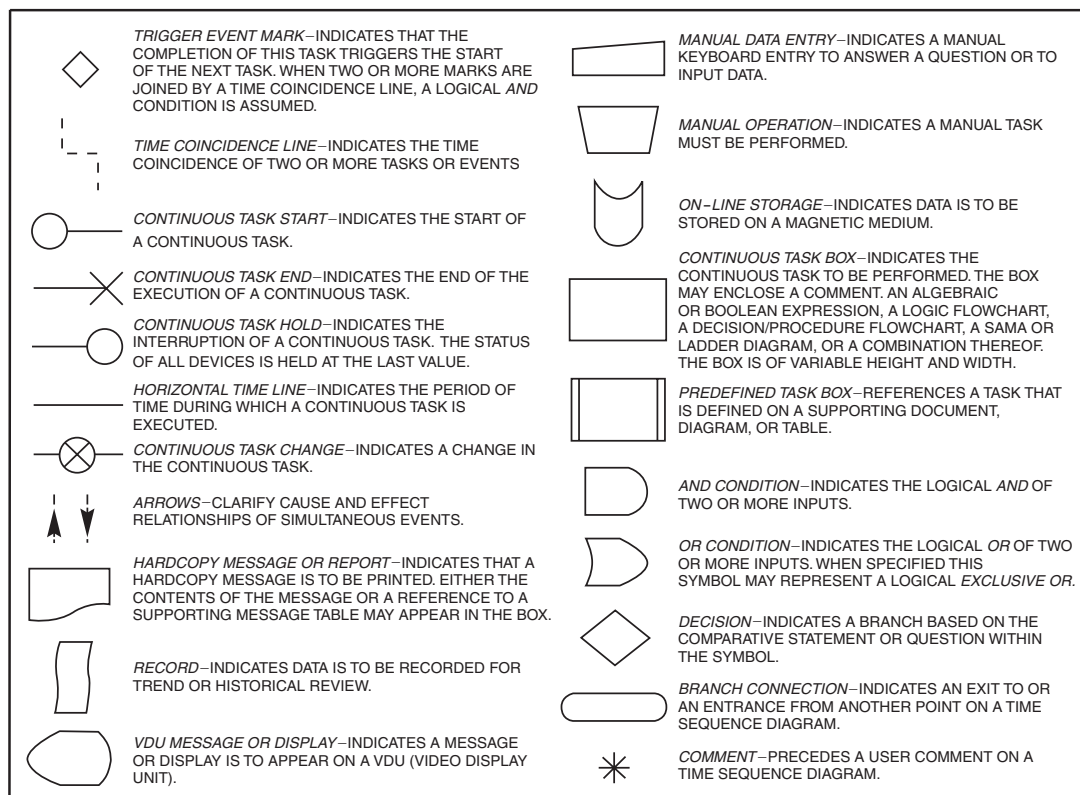 TRIGGER EVENT MARK–INDICATES THAT THE
COMPLETION OF THIS TASK TRIGGERS THE START
OF THE NEXT TASK. WHEN TWO OR MORE MARKS ARE
JOINED BY A TIME COINCIDENCE LINE, A LOGICAL AND
CONDITION IS ASSUMED.
TIME COINCIDENCE LINE–INDICATES THE TIME
COINCIDENCE OF TWO OR MORE TASKS OR EVENTS
CONTINUOUS TASK START–INDICATES THE START OF
A CONTINUOUS TASK.
CONTINUOUS TASK END–INDICATES THE END OF THE
EXECUTION OF A CONTINUOUS TASK.
CONTINUOUS TASK HOLD–INDICATES THE
INTERRUPTION OF A CONTINUOUS TASK. THE STATUS
OF ALL DEVICES IS HELD AT THE LAST VALUE.
HORIZONTAL TIME LINE–INDICATES THE PERIOD OF
TIME DURING WHICH A CONTINUOUS TASK IS
EXECUTED.
CONTINUOUS TASK CHANGE–INDICATES A CHANGE IN
THE CONTINUOUS TASK.
ARROWS–CLARIFY CAUSE AND EFFECT
RELATIONSHIPS OF SIMULTANEOUS EVENTS.
HARDCOPY MESSAGE OR REPORT–INDICATES THAT A
HARDCOPY MESSAGE IS TO BE PRINTED. EITHER THE
CONTENTS OF THE MESSAGE OR A REFERENCE TO A
SUPPORTING MESSAGE TABLE MAY APPEAR IN THE BOX.
RECORD–INDICATES DATA IS TO BE RECORDED FOR
TREND OR HISTORICAL REVIEW.
VDU MESSAGE OR DISPLAY–INDICATES A MESSAGE
OR DISPLAY IS TO APPEAR ON A VDU (VIDEO DISPLAY
UNIT).
MANUAL DATA ENTRY–INDICATES A MANUAL
KEYBOARD ENTRY TO ANSWER A QUESTION OR TO
INPUT DATA.
MANUAL OPERATION–INDICATES A MANUAL TASK
MUST BE PERFORMED.
ON–LINE STORAGE–INDICATES DATA IS TO BE
STORED ON A MAGNETIC MEDIUM.
CONTINUOUS TASK BOX–INDICATES THE
CONTINUOUS TASK TO BE PERFORMED. THE BOX
MAY ENCLOSE A COMMENT. AN ALGEBRAIC
OR BOOLEAN EXPRESSION, A LOGIC FLOWCHART,
A DECISION/PROCEDURE FLOWCHART, A SAMA OR
LADDER DIAGRAM, OR A COMBINATION THEREOF.
THE BOX IS OF VARIABLE HEIGHT AND WIDTH.
PREDEFINED TASK BOX–REFERENCES A TASK THAT
IS DEFINED ON A SUPPORTING DOCUMENT,
DIAGRAM, OR TABLE.
AND CONDITION–INDICATES THE LOGICAL AND OF
TWO OR MORE INPUTS.
OR CONDITION–INDICATES THE LOGICAL OR OF TWO
OR MORE INPUTS. WHEN SPECIFIED THIS
SYMBOL MAY REPRESENT A LOGICAL EXCLUSIVE OR.
DECISION–INDICATES A BRANCH BASED ON THE
COMPARATIVE STATEMENT OR QUESTION WITHIN
THE SYMBOL.
BRANCH CONNECTION–INDICATES AN EXIT TO OR
AN ENTRANCE FROM ANOTHER POINT ON A TIME
SEQUENCE DIAGRAM.
COMMENT–PRECEDES A USER COMMENT ON A
TIME SEQUENCE DIAGRAM.